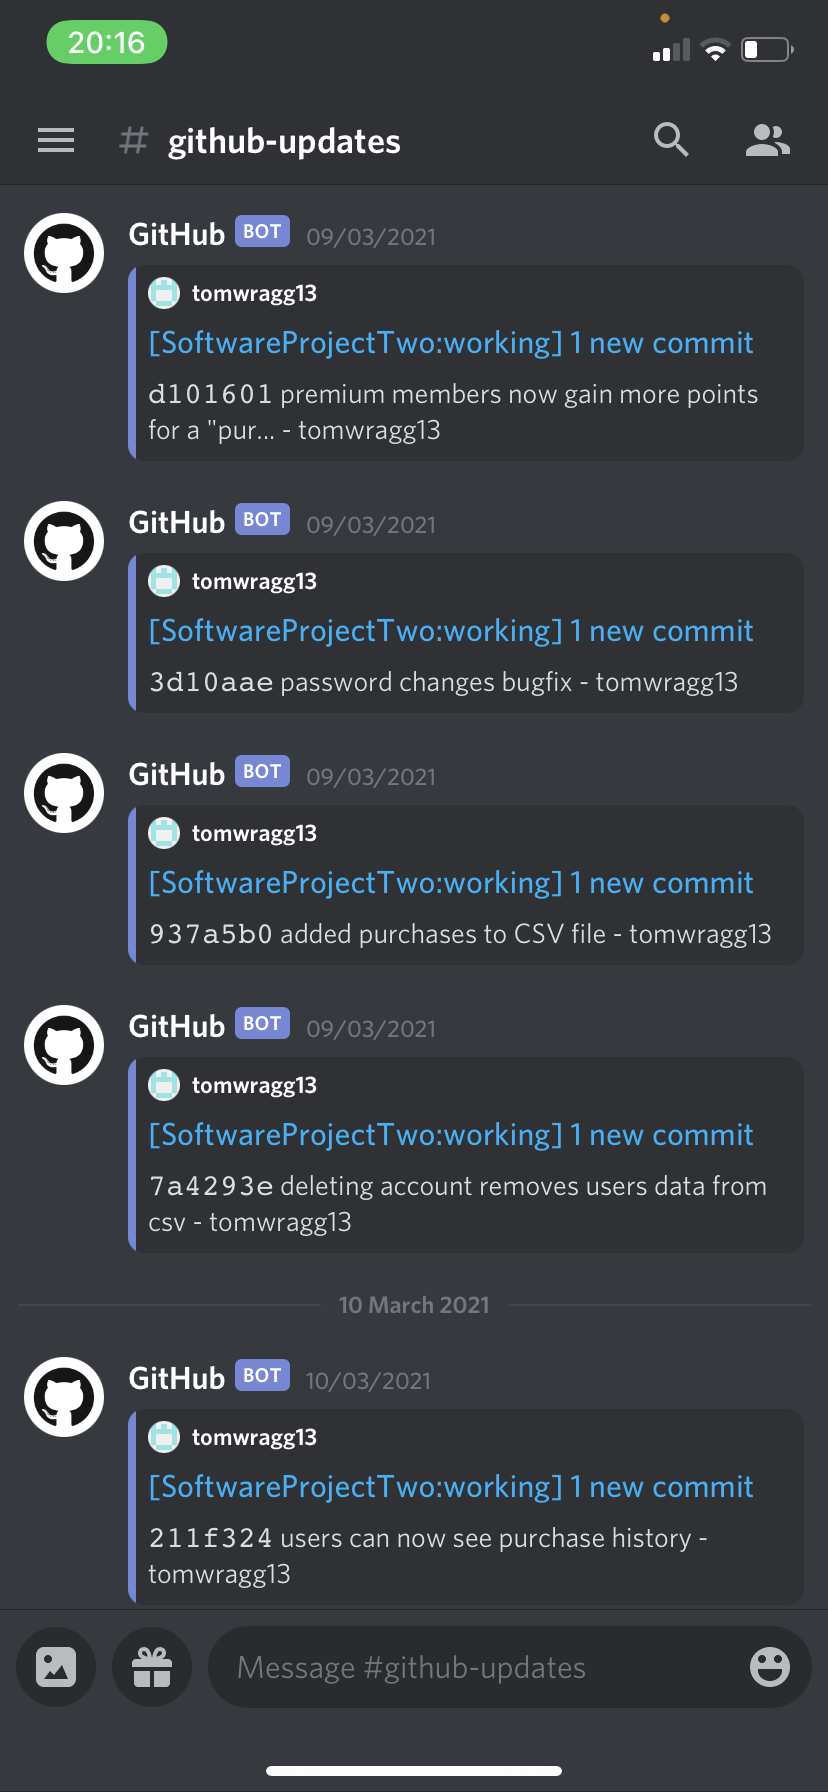 20:16
# github-updates
GitHub BOT 09/03/2021
tomwragg13
[SoftwareProjectTwo:working] 1 new commit
d101601 premium members now gain more points
for a "pur... - tomwragg13
GitHub BOT 09/03/2021
tomwragg13
[SoftwareProjectTwo:working] 1 new commit
3d10aae password changes bugfix - tomwragg13
GitHub BOT 09/03/2021
tomwragg13
[SoftwareProjectTwo:working] 1 new commit
937a5b0 added purchases to CSV file - tomwragg13
GitHub BOT 09/03/2021
tomwragg13
[SoftwareProjectTwo:working] 1 new commit
7a4293e deleting account removes users data from
csv - tomwragg13
10 March 2021
GitHub BOT 10/03/2021
tomwragg13
[SoftwareProjectTwo:working] 1 new commit
211f324 users can now see purchase history -
tomwragg13
Message #github-updates